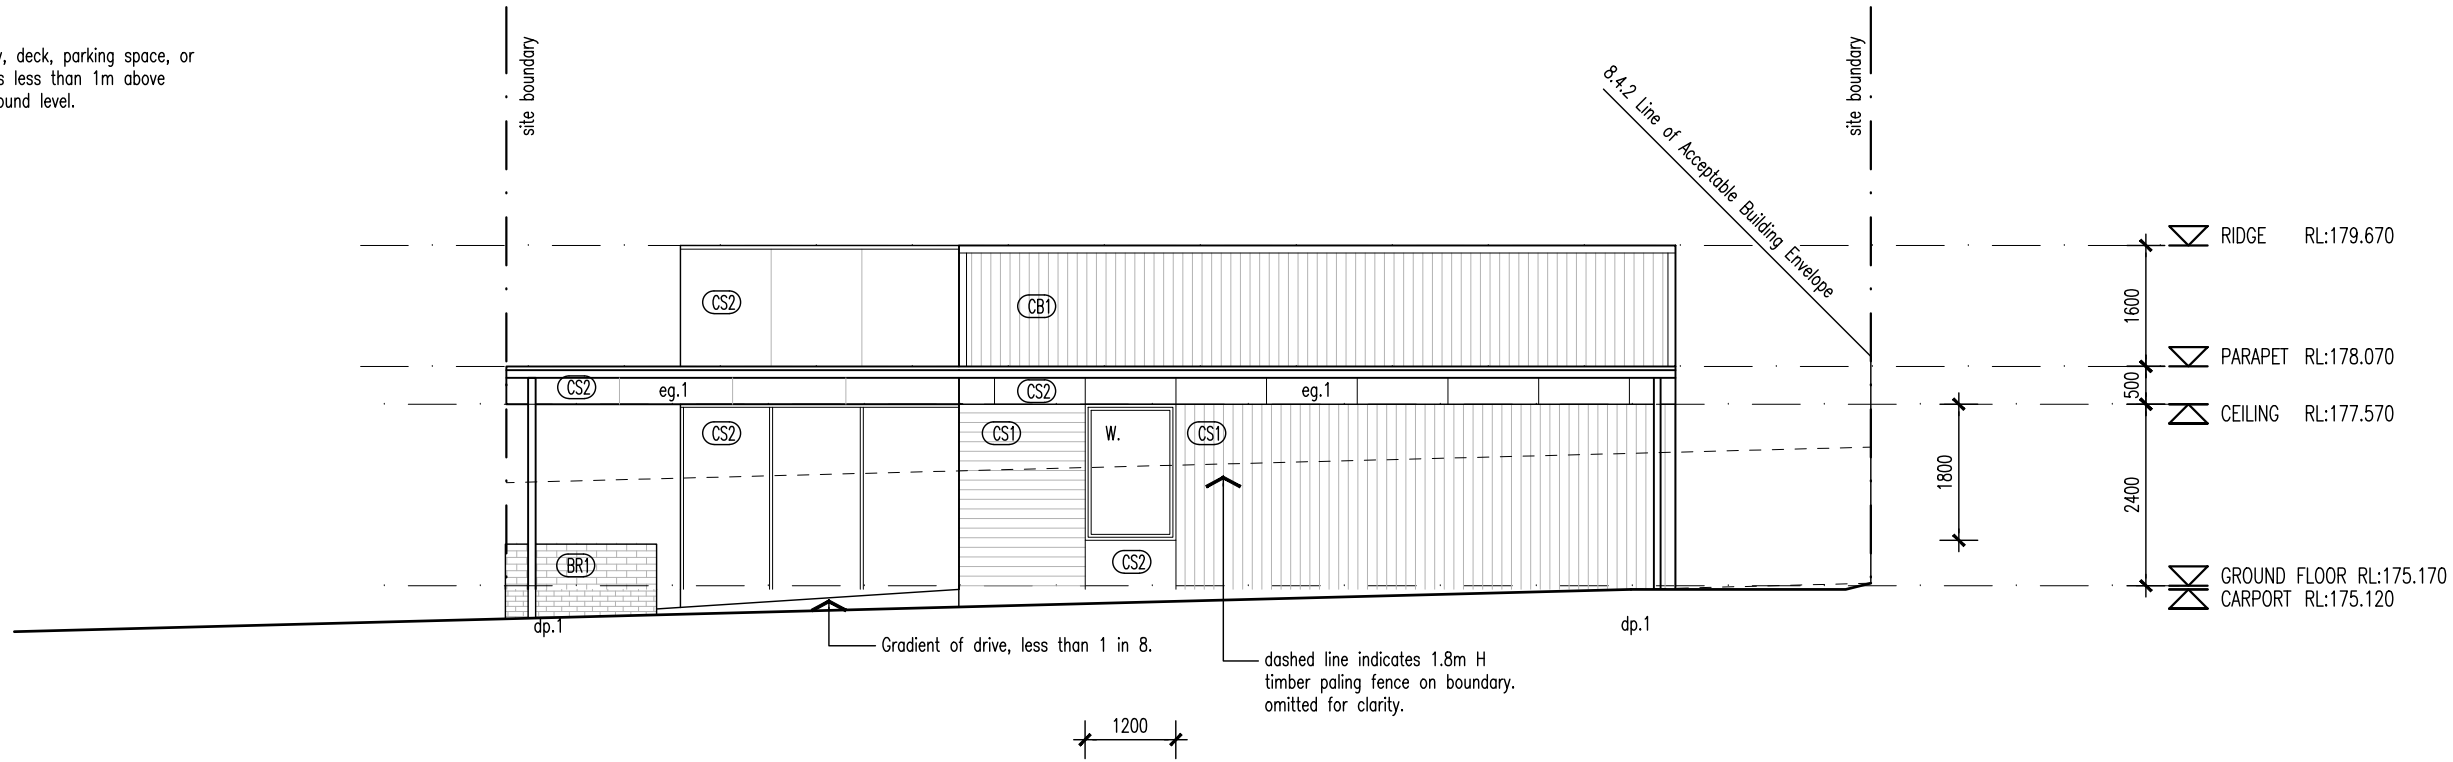 , deck, parking space, or
s less than 1m above
ound level.
site boundary
site boundary
8.4.2 Line of Acceptable Building Envelope
RIDGE RL:179.670
1600
PARAPET RL:178.070
500
CEILING RL:177.570
1800
2400
GROUND FLOOR RL:175.170
CARPORT RL:175.120
CS2
CB1
CS2
eg.1
CS2
eg.1
CS2
CS1
W.
CS1
BR1
CS2
dp.1
dp.1
Gradient of drive, less than 1 in 8.
dashed line indicates 1.8m H
timber paling fence on boundary.
omitted for clarity.
1200